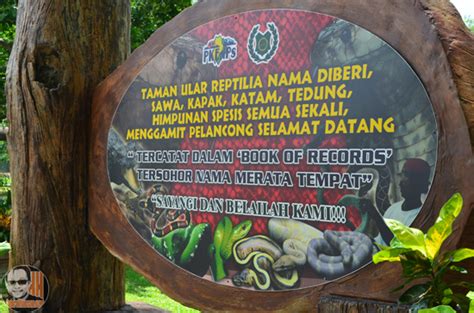 TAMAN ULAR REPTILIA NAMA DIBERI,
SAWA, KAPAK, KATAM, TEDUNG,
HIMPUNAN SPESIS SEMUA SEKALI,
MENGGAMIT PELANCONG SELAMAT DATANG
"TERCATAT DALAM 'BOOK OF RECORDS'
TERSOHOR NAMA MERATA TEMPAT"
"SAYANGI DAN BELAILAH KAMI!!!"